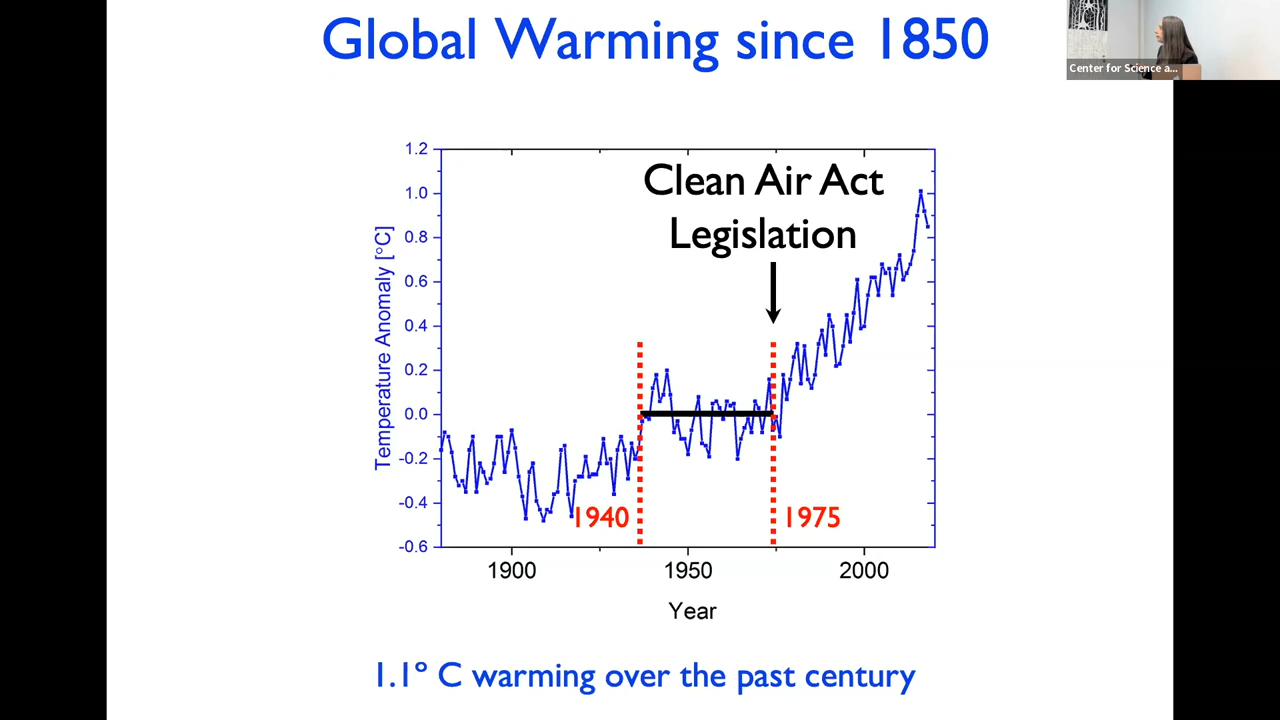 Global Warming since 1850
Center for Science a...
Clean Air Act
Legislation
Temperature Anomaly [°C]
1.2
1.0
0.8
0.6
0.4
0.2
0.0
-0.2
-0.4
-0.6
1940
1975
1900
1950
2000
Year
1.1º C warming over the past century